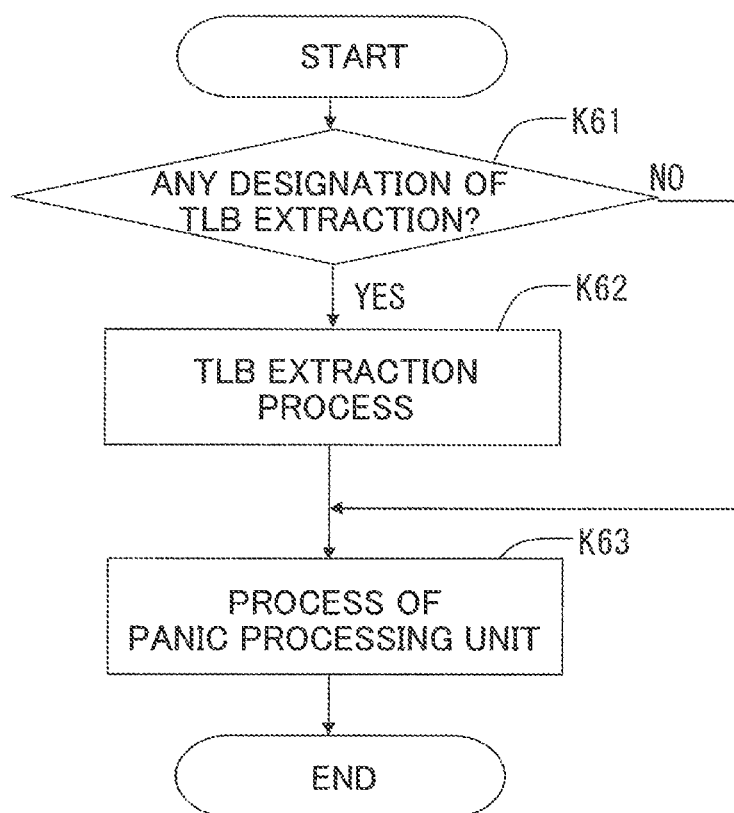 START
K61
ANY DESIGNATION OF
TLB EXTRACTION?
NO
YES
K62
TLB EXTRACTION
PROCESS
K63
PROCESS OF
PANIC PROCESSING UNIT
END